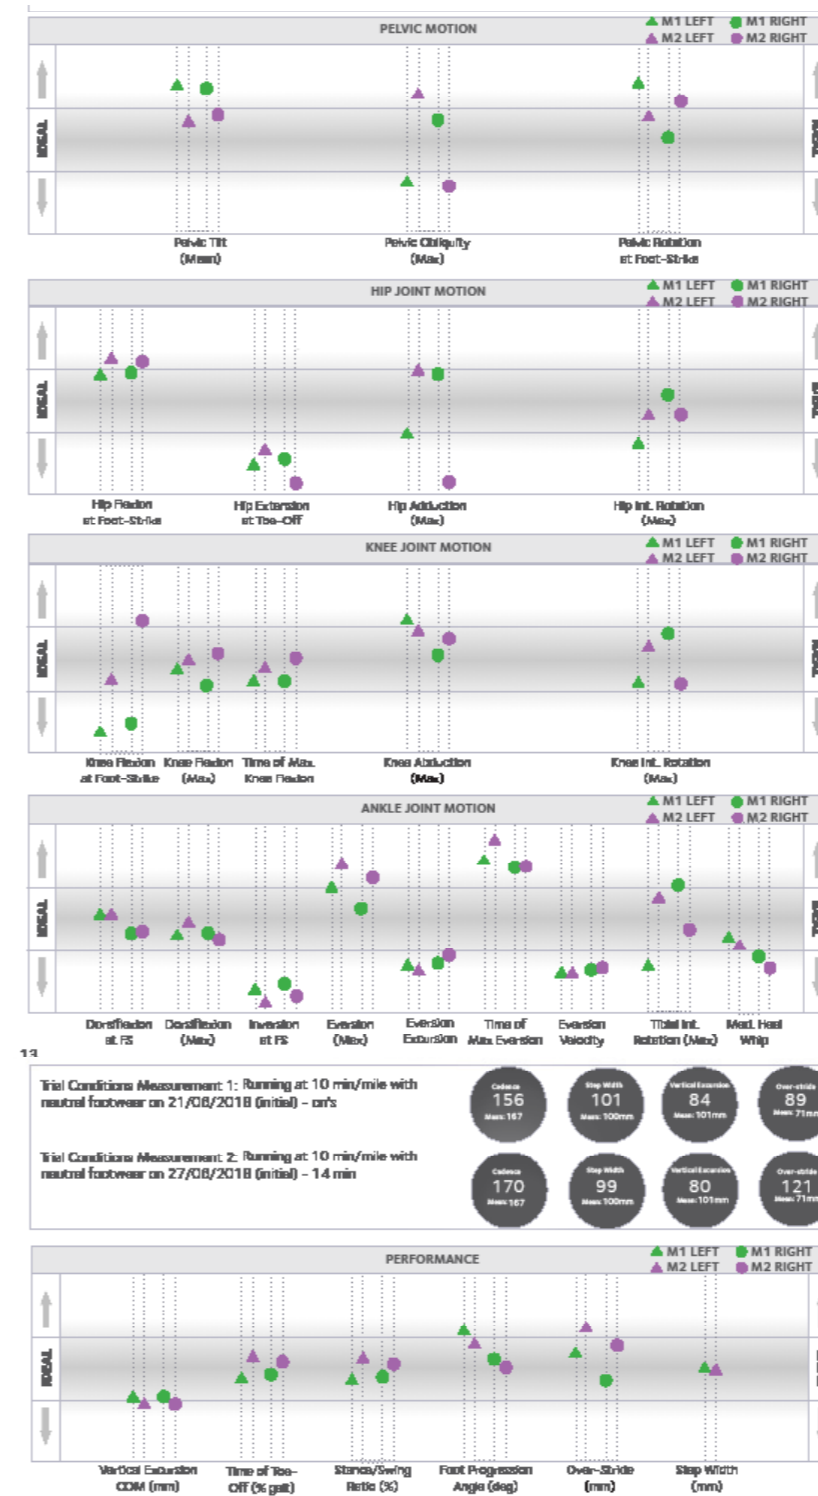 PELVIC MOTION
M1 LEFT M1 RIGHT
M2 LEFT M2 RIGHT
IDEAL
Pelvic Tilt
(Mean)
Pelvic Obliquity
(Max)
Pelvic Rotation
at Foot-Strike
HIP JOINT MOTION
M1 LEFT M1 RIGHT
M2 LEFT M2 RIGHT
IDEAL
Hip Flexion
at Foot-Strike
Hip Extension
at Toe-Off
Hip Adduction
(Max)
Hip Int. Rotation
(Max)
KNEE JOINT MOTION
M1 LEFT M1 RIGHT
M2 LEFT M2 RIGHT
IDEAL
Knee Flexion
at Foot-Strike
Knee Flexion
(Max)
Time of Max.
Knee Flexion
Knee Abduction
(Max)
Knee Int. Rotation
(Max)
ANKLE JOINT MOTION
M1 LEFT M1 RIGHT
M2 LEFT M2 RIGHT
IDEAL
Dorsiflexion
at FS
Dorsiflexion
(Max)
Inversion
at FS
Eversion
(Max)
Eversion
Excursion
Time of
Max Eversion
Eversion
Velocity
Tibial Int.
Rotation (Max)
Med. Heel
Whip
13
Trial Conditions Measurement 1: Running at 10 min/mile with
neutral footwear on 21/06/2018 (initial) - on's
Cadence
156
Mean: 167
Step Width
101
Mean: 100mm
Vertical Excursion
84
Mean: 101mm
Over-stride
89
Mean: 71mm
Trial Conditions Measurement 2: Running at 10 min/mile with
neutral footwear on 27/06/2018 (initial) - 14 min
Cadence
170
Mean: 167
Step Width
99
Mean: 100mm
Vertical Excursion
80
Mean: 101mm
Over-stride
121
Mean: 71mm
PERFORMANCE
M1 LEFT M1 RIGHT
M2 LEFT M2 RIGHT
IDEAL
Vertical Excursion
COM (mm)
Time of Toe-
Off (% gait)
Stance/Swing
Ratio (%)
Foot Progression
Angle (deg)
Over-Stride
(mm)
Step Width
(mm)